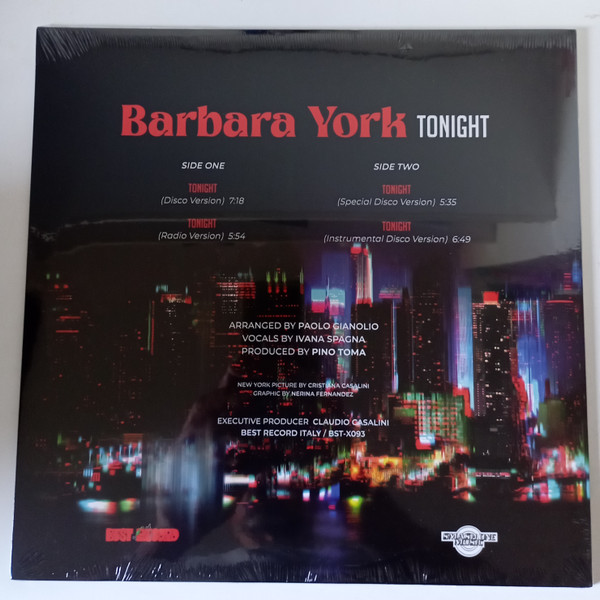 Barbara York TONIGHT
SIDE ONE
TONIGHT
(Disco Version) 7:18
TONIGHT
(Radio Version) 5:54
SIDE TWO
TONIGHT
(Special Disco Version) 5:35
TONIGHT
(Instrumental Disco Version) 6:49
ARRANGED BY PAOLO GIANOLIO
VOCALS BY IVANA SPAGNA
PRODUCED BY PINO TOMA
NEW YORK PICTURE BY CRISTIANA CASALINI
GRAPHIC BY NERINA FERNANDEZ
EXECUTIVE PRODUCER CLAUDIO CASALINI
BEST RECORD ITALY / BST-X093
BEST RECORD